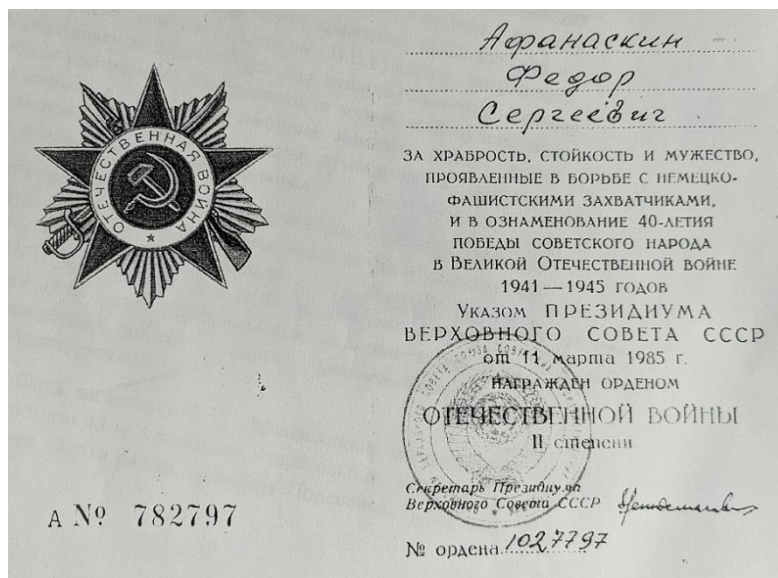 ОТЕЧЕСТВЕННАЯ ВОЙНА
А № 782797
Афанаскин
Федор
Сергеевич
ЗА ХРАБРОСТЬ, СТОЙКОСТЬ И МУЖЕСТВО,
ПРОЯВЛЕННЫЕ В БОРЬБЕ С НЕМЕЦКО-
ФАШИСТСКИМИ ЗАХВАТЧИКАМИ,
И В ОЗНАМЕНОВАНИЕ 40-ЛЕТИЯ
ПОБЕДЫ СОВЕТСКОГО НАРОДА
В ВЕЛИКОЙ ОТЕЧЕСТВЕННОЙ ВОЙНЕ
1941—1945 ГОДОВ
УКАЗОМ ПРЕЗИДИУМА
ВЕРХОВНОГО СОВЕТА СССР
от 11 марта 1985 г.
НАГРАЖДЕН ОРДЕНОМ
ОТЕЧЕСТВЕННОЙ ВОЙНЫ
II степени
Секретарь Президиума
Верховного Совета СССР
№ ордена 1027797